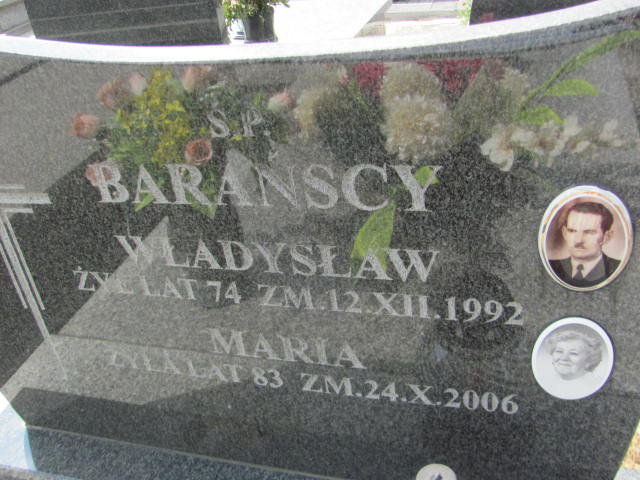 Ś.P.
BARAŃSCY
WŁADYSŁAW
ŻYŁ LAT 74 ZM.12.XII.1992
MARIA
ŻYŁA LAT 83 ZM.24.X.2006